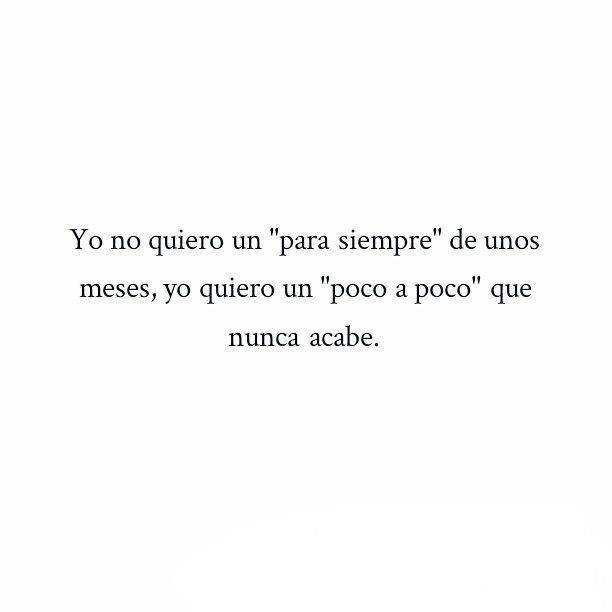 Yo no quiero un "para siempre" de unos
meses, yo quiero un "poco a poco" que
nunca acabe.